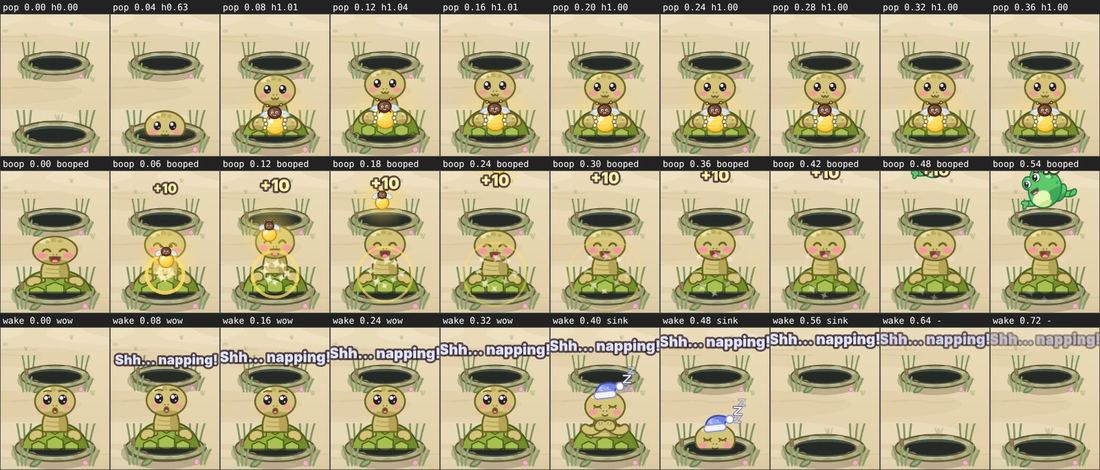 pop 0.00 h0.00
pop 0.04 h0.63
pop 0.08 h1.01
pop 0.12 h1.04
pop 0.16 h1.01
pop 0.20 h1.00
pop 0.24 h1.00
pop 0.28 h1.00
pop 0.32 h1.00
pop 0.36 h1.00
boop 0.00 booped
boop 0.06 booped
boop 0.12 booped
boop 0.18 booped
boop 0.24 booped
boop 0.30 booped
boop 0.36 booped
boop 0.42 booped
boop 0.48 booped
boop 0.54 booped
+10
+10
+10
+10
+10
+10
+10
+10
wake 0.00 wow
wake 0.08 wow
wake 0.16 wow
wake 0.24 wow
wake 0.32 wow
wake 0.40 sink
wake 0.48 sink
wake 0.56 sink
wake 0.64 -
wake 0.72 -
Shh... napping!
Shh... napping!
Shh... napping!
Shh... napping!
Shh... napping!
Shh... napping!
Shh... napping!
Shh... napping!
Shh... napping!
Z Z Z
Z Z Z